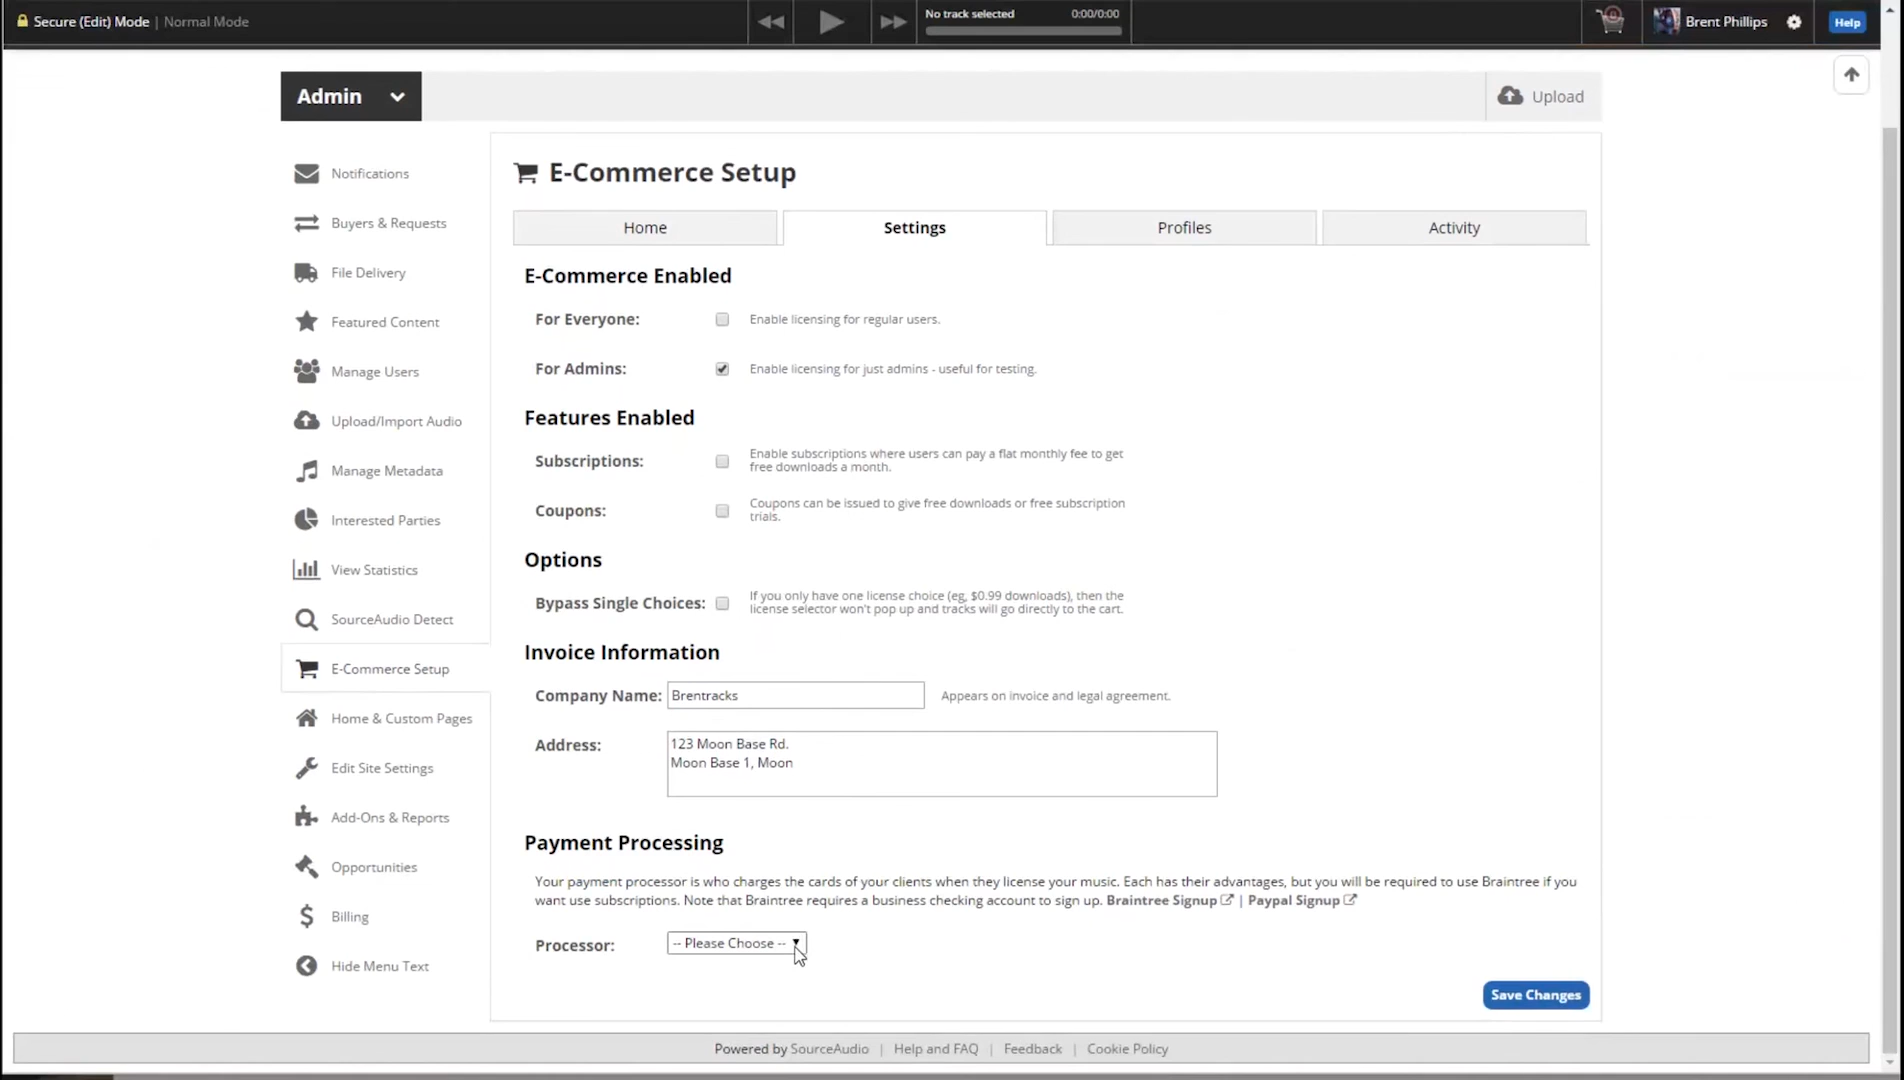 Secure (Edit) Mode | Normal Mode
No track selected 0:00/0:00
0
Brent Phillips
Help
Admin
Upload
Notifications
Buyers & Requests
File Delivery
Featured Content
Manage Users
Upload/Import Audio
Manage Metadata
Interested Parties
View Statistics
SourceAudio Detect
E-Commerce Setup
Home & Custom Pages
Edit Site Settings
Add-Ons & Reports
Opportunities
Billing
Hide Menu Text
E-Commerce Setup
Home Settings Profiles Activity
E-Commerce Enabled
For Everyone: Enable licensing for regular users.
For Admins: Enable licensing for just admins - useful for testing.
Features Enabled
Subscriptions: Enable subscriptions where users can pay a flat monthly fee to get
free downloads a month.
Coupons: Coupons can be issued to give free downloads or free subscription
trials.
Options
Bypass Single Choices: If you only have one license choice (eg, $0.99 downloads), then the
license selector won't pop up and tracks will go directly to the cart.
Invoice Information
Company Name: Brentracks Appears on invoice and legal agreement.
Address: 123 Moon Base Rd.
Moon Base 1, Moon
Payment Processing
Your payment processor is who charges the cards of your clients when they license your music. Each has their advantages, but you will be required to use Braintree if you
want use subscriptions. Note that Braintree requires a business checking account to sign up. Braintree Signup | Paypal Signup
Processor: -- Please Choose --
Save Changes
Powered by SourceAudio | Help and FAQ | Feedback | Cookie Policy